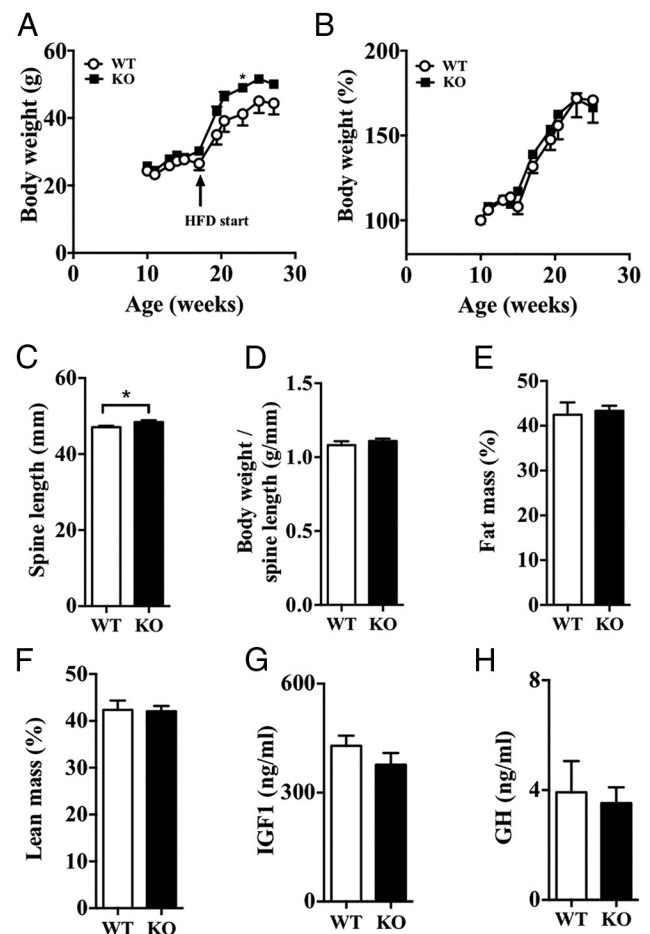 A
B
60
40
20
0
Body weight (g)
WT
KO
*
HFD start
0
10
20
30
Age (weeks)
200
150
100
Body weight (%)
WT
KO
0
10
20
30
Age (weeks)
C
D
E
60
40
20
0
Spine length (mm)
*
WT KO
1.5
1.0
0.5
0.0
Body weight /
spine length (g/mm)
WT KO
50
40
30
20
10
0
Fat mass (%)
WT KO
F
G
H
50
40
30
20
10
0
Lean mass (%)
WT KO
600
300
0
IGF1 (ng/ml)
WT KO
8
4
0
GH (ng/ml)
WT KO